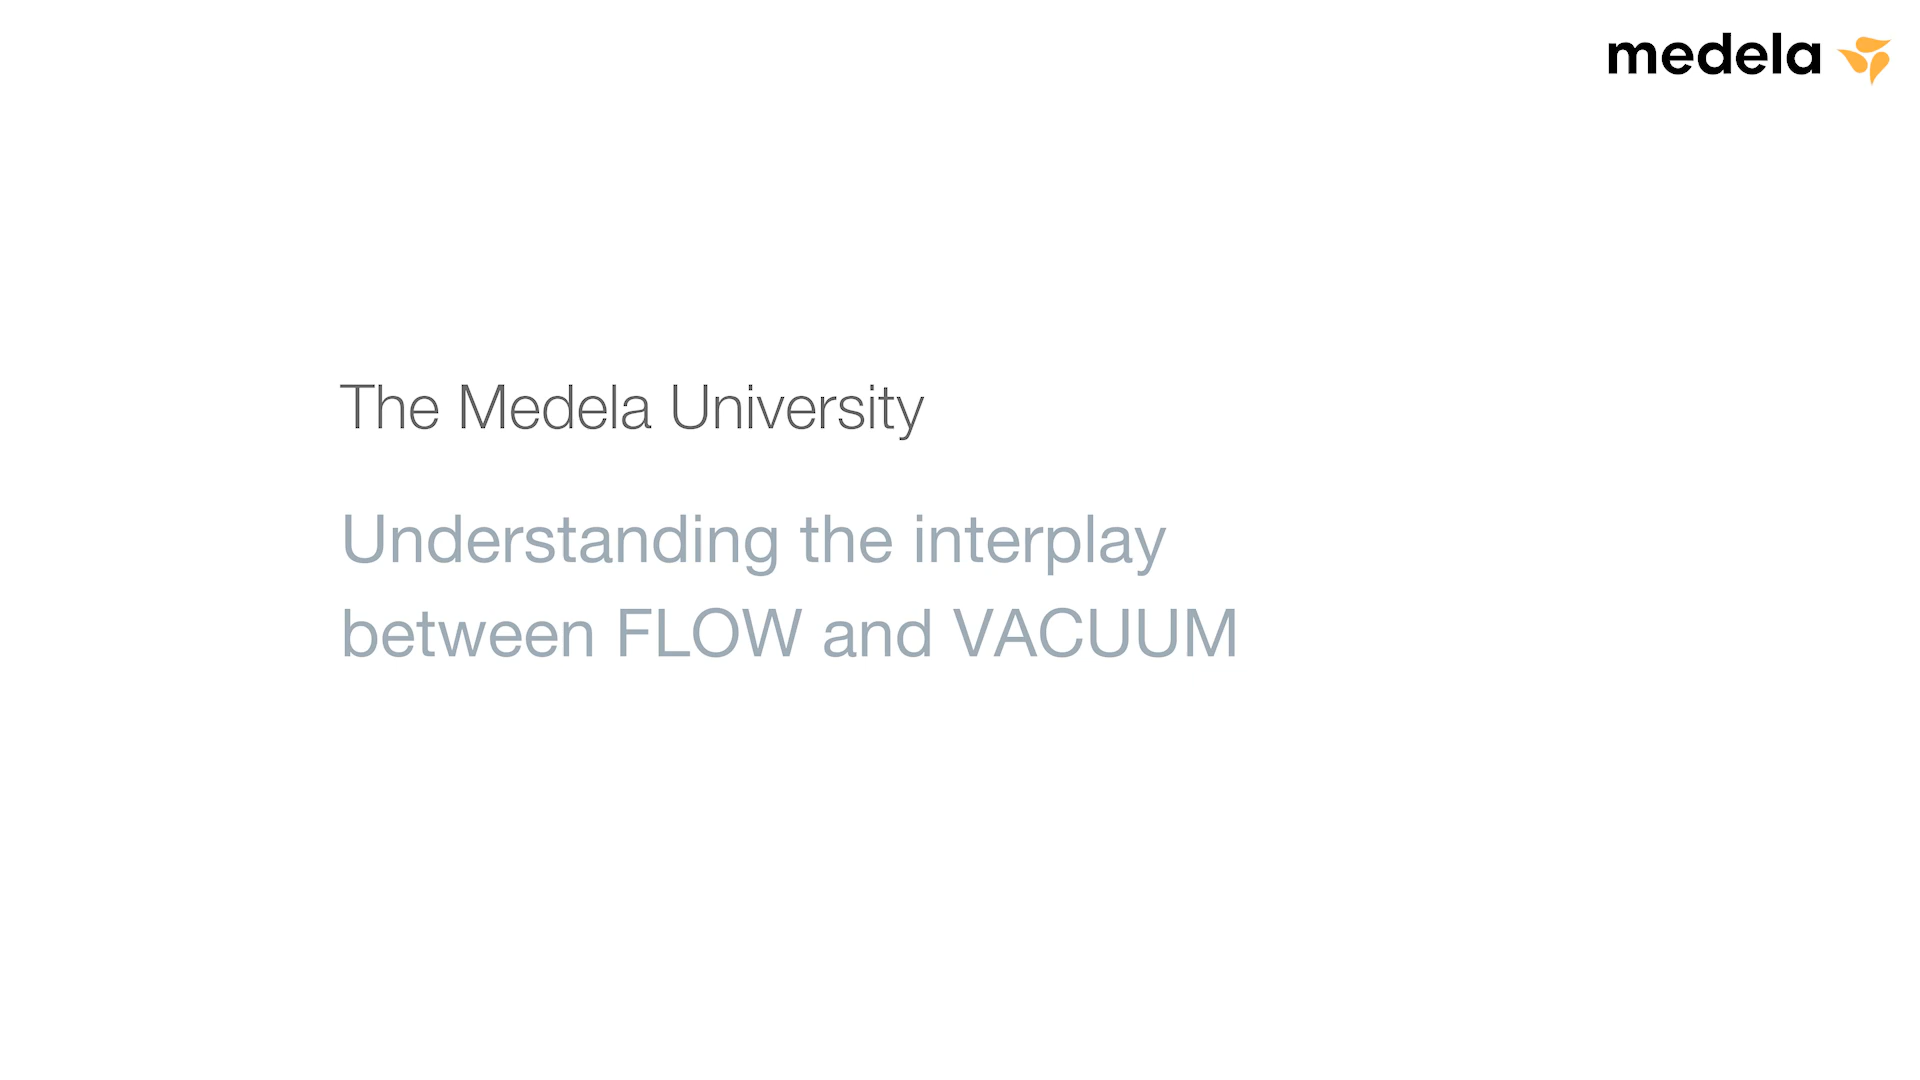 medela
The Medela University
Understanding the interplay
between FLOW and VACUUM